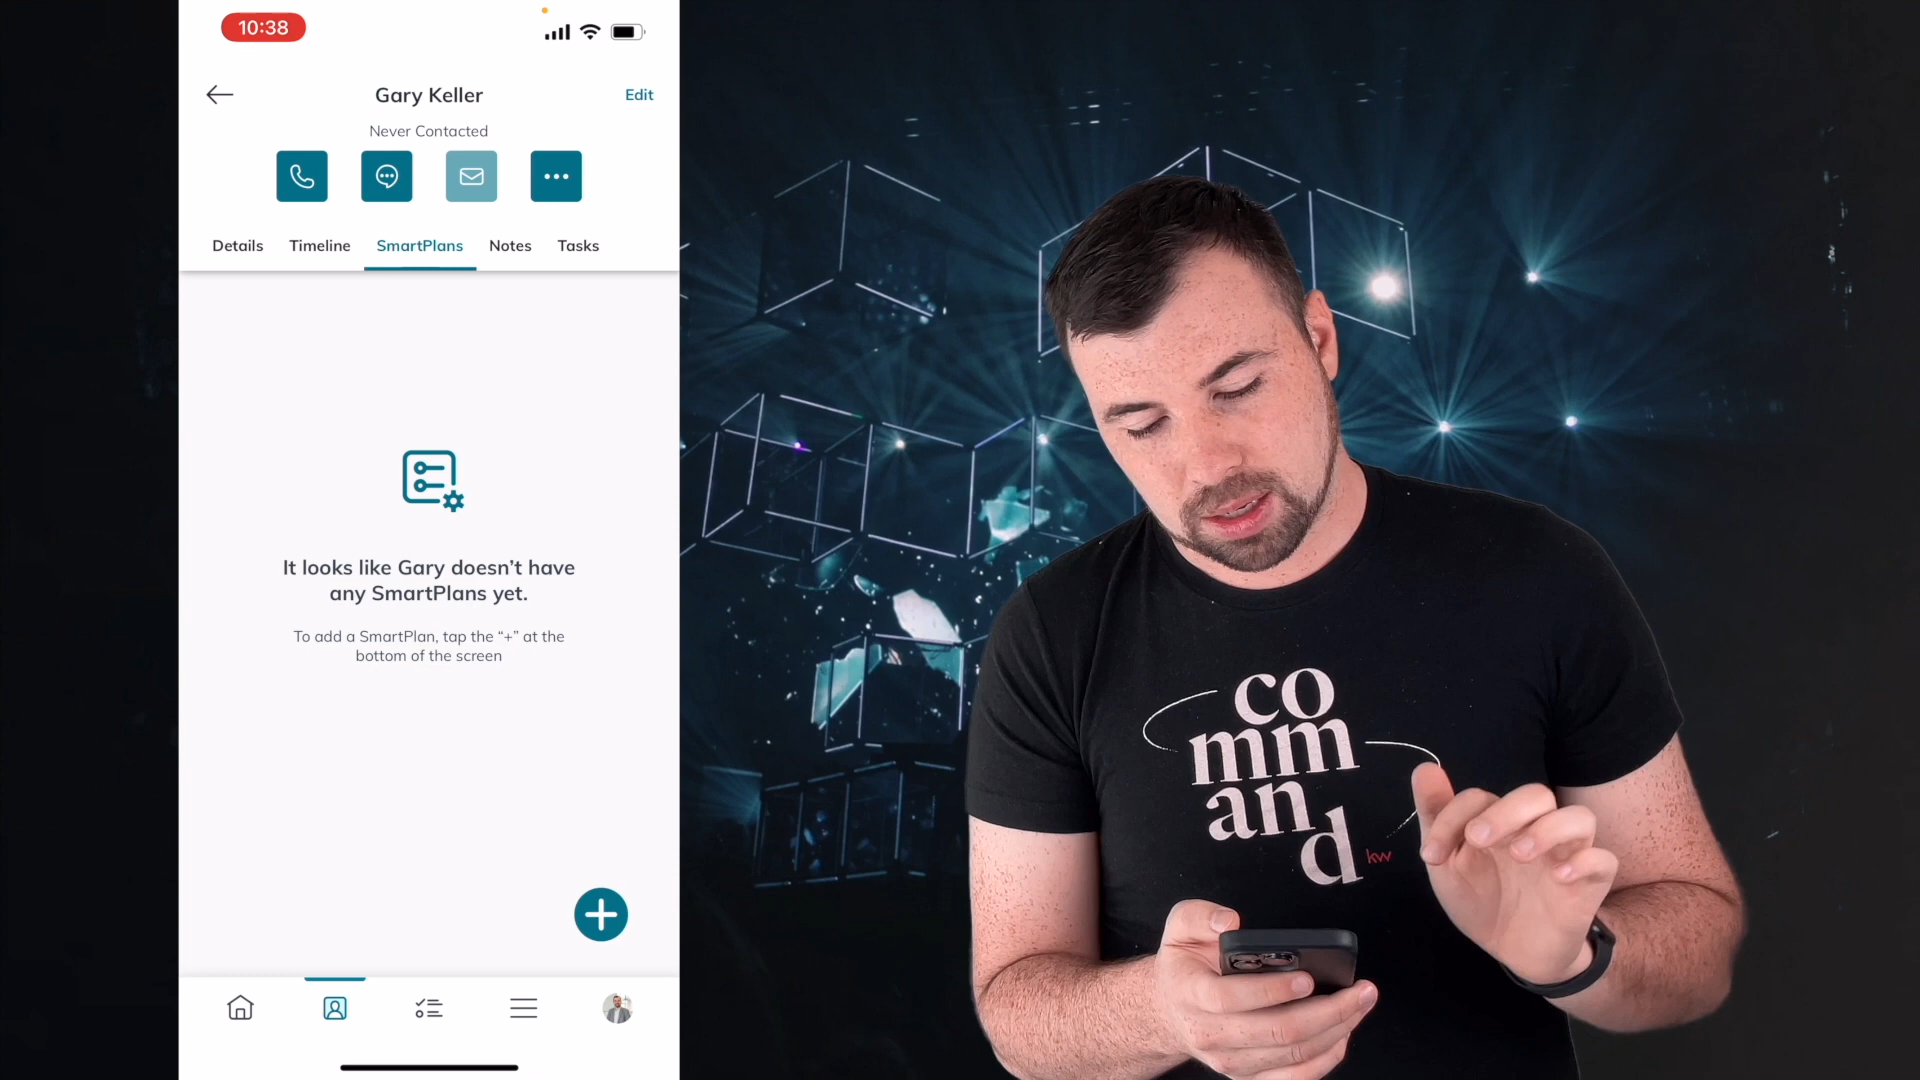 10:38
Gary Keller
Edit
Never Contacted
Details
Timeline
SmartPlans
Notes
Tasks
It looks like Gary doesn’t have
any SmartPlans yet.
To add a SmartPlan, tap the “+” at the
bottom of the screen
co
mm
an
d
kw